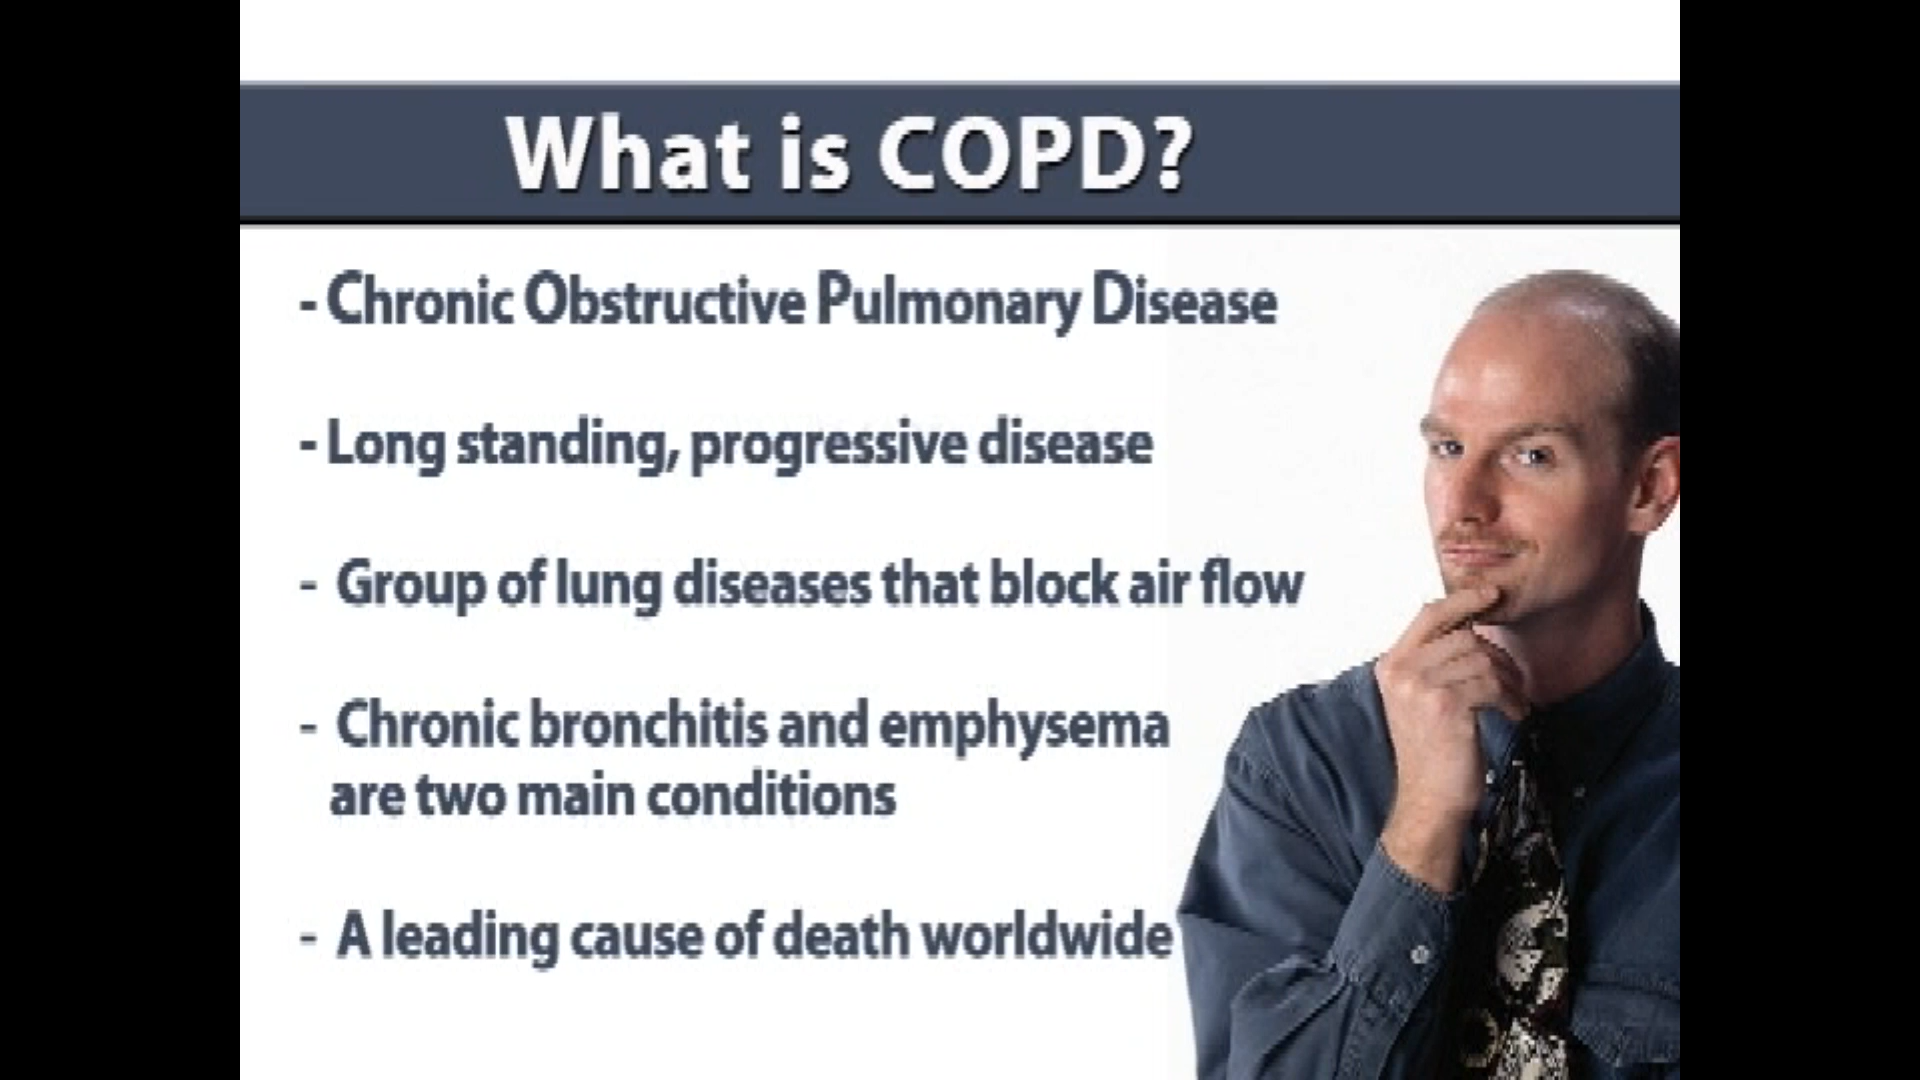 What is COPD?
- Chronic Obstructive Pulmonary Disease
- Long standing, progressive disease
- Group of lung diseases that block air flow
- Chronic bronchitis and emphysema
are two main conditions
- A leading cause of death worldwide